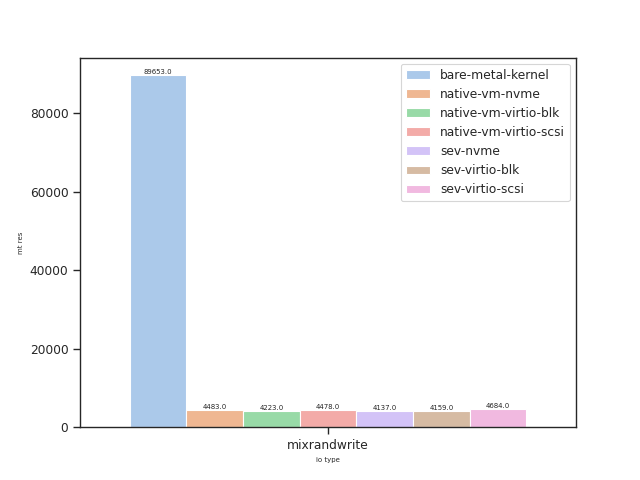 89653.0
4483.0
4223.0
4478.0
4137.0
4159.0
4684.0
bare-metal-kernel
native-vm-nvme
native-vm-virtio-blk
native-vm-virtio-scsi
sev-nvme
sev-virtio-blk
sev-virtio-scsi
80000
60000
40000
20000
0
mt res
mixrandwrite
io type